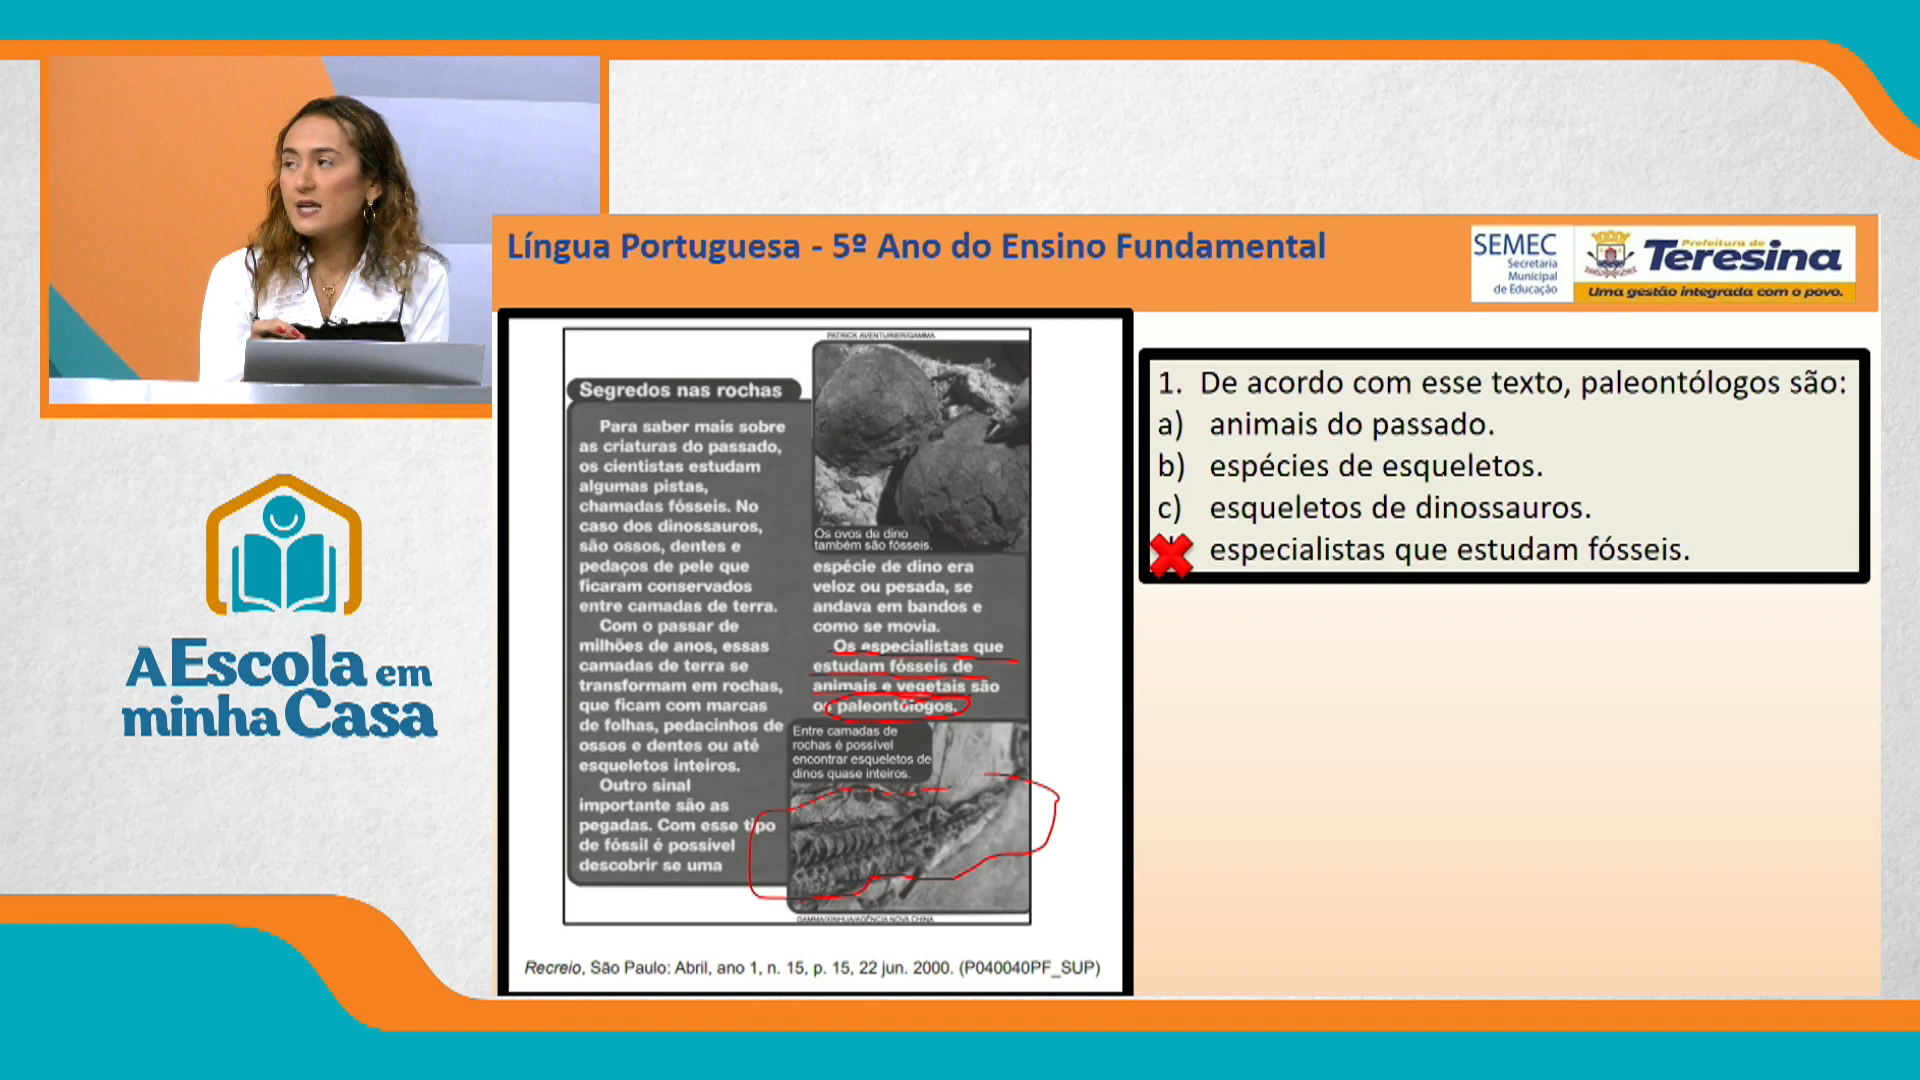 Língua Portuguesa - 5º Ano do Ensino Fundamental
SEMEC
Secretaria
Municipal
de Educação
Prefeitura de
Teresina
Uma gestão integrada com o povo.
PATRICK AVENTURIER/GAMMA
Segredos nas rochas
Para saber mais sobre
as criaturas do passado,
os cientistas estudam
algumas pistas,
chamadas fósseis. No
caso dos dinossauros,
são ossos, dentes e
pedaços de pele que
ficaram conservados
entre camadas de terra.
Com o passar de
milhões de anos, essas
camadas de terra se
transformam em rochas,
que ficam com marcas
de folhas, pedacinhos de
ossos e dentes ou até
esqueletos inteiros.
Outro sinal
importante são as
pegadas. Com esse tipo
de fóssil é possível
descobrir se uma
Os ovos de dino
também são fósseis.
espécie de dino era
veloz ou pesada, se
andava em bandos e
como se movia.
Os especialistas que
estudam fósseis de
animais e vegetais são
os paleontólogos.
Entre camadas de
rochas é possível
encontrar esqueletos de
dinos quase inteiros.
GAMMA/XINHUA/AGÊNCIA NOVA CHINA
Recreio, São Paulo: Abril, ano 1, n. 15, p. 15, 22 jun. 2000. (P040040PF_SUP)
1. De acordo com esse texto, paleontólogos são:
a) animais do passado.
b) espécies de esqueletos.
c) esqueletos de dinossauros.
especialistas que estudam fósseis.
A Escola em
minha Casa